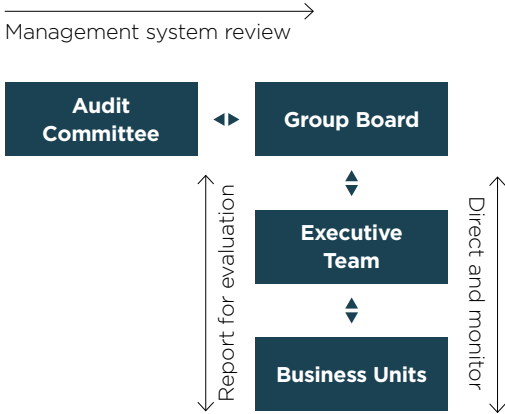 Management system review
Audit
Committee
Group Board
Report for evaluation
Executive
Team
Direct and monitor
Business Units